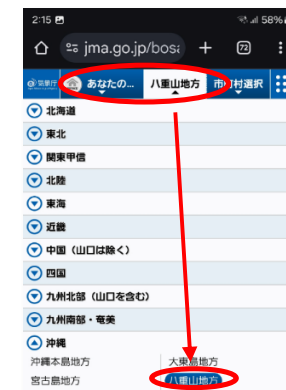 2:15 58%
jma.go.jp/bosa + 72
気象庁 あなたの... 八重山地方 市町村選択
北海道
東北
関東甲信
北陸
東海
近畿
中国（山口は除く）
四国
九州北部（山口を含む）
九州南部・奄美
沖縄
沖縄本島地方 大東島地方
宮古島地方 八重山地方